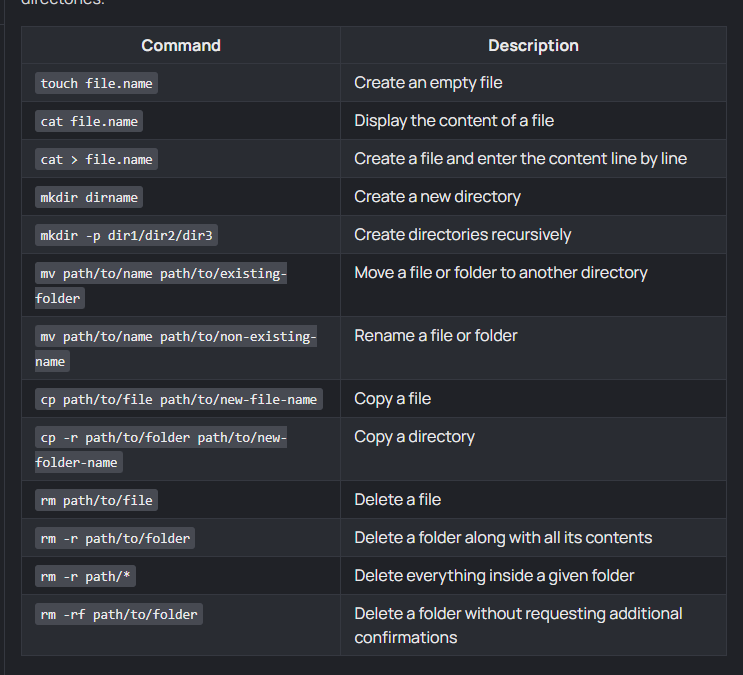 directories.
Command Description
touch file.name Create an empty file
cat file.name Display the content of a file
cat > file.name Create a file and enter the content line by line
mkdir dirname Create a new directory
mkdir -p dir1/dir2/dir3 Create directories recursively
mv path/to/name path/to/existing- Move a file or folder to another directory
folder
mv path/to/name path/to/non-existing- Rename a file or folder
name
cp path/to/file path/to/new-file-name Copy a file
cp -r path/to/folder path/to/new- Copy a directory
folder-name
rm path/to/file Delete a file
rm -r path/to/folder Delete a folder along with all its contents
rm -r path/* Delete everything inside a given folder
rm -rf path/to/folder Delete a folder without requesting additional
confirmations